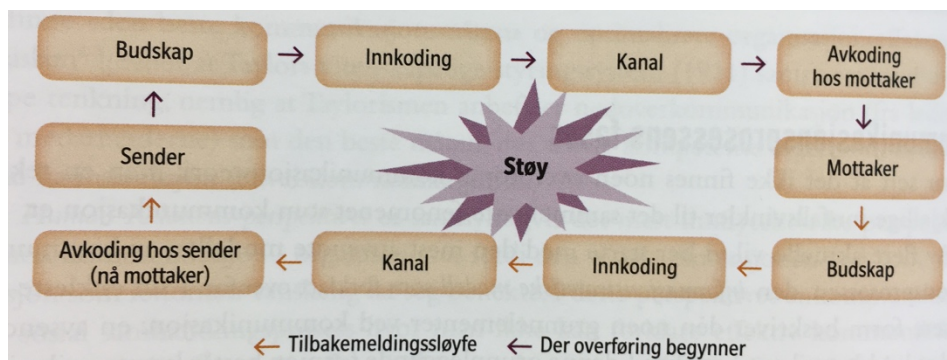 Budskap
Innkoding
Kanal
Avkoding
hos mottaker
Sender
Støy
Mottaker
Avkoding hos sender
(nå mottaker)
Kanal
Innkoding
Budskap
Tilbakemeldingssløyfe
Der overføring begynner